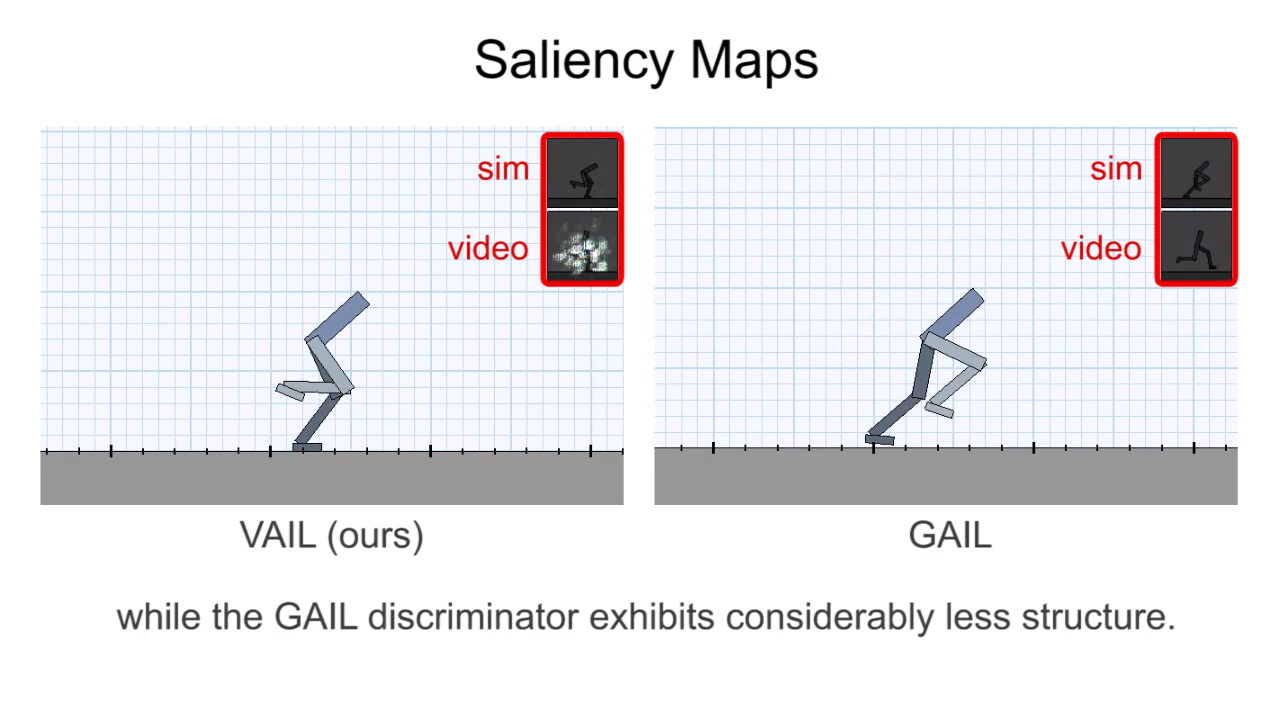 Saliency Maps
sim
video
sim
video
VAIL (ours)
GAIL
while the GAIL discriminator exhibits considerably less structure.